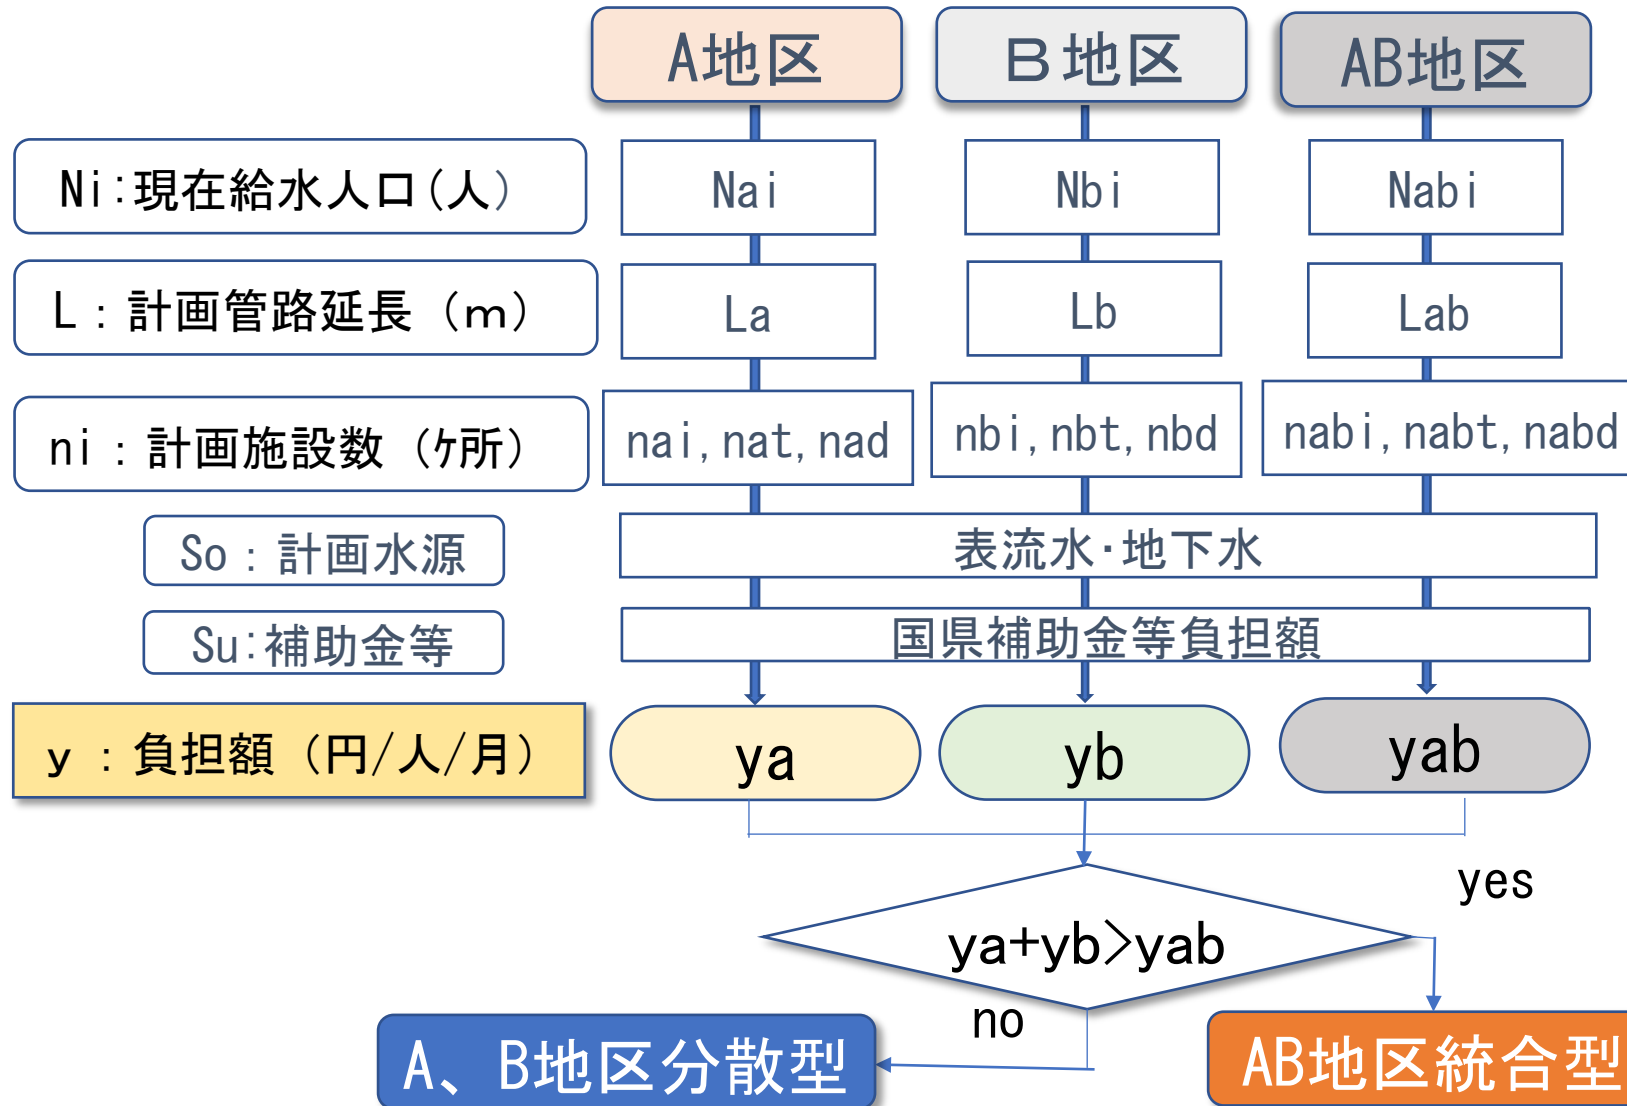 A地区
B地区
AB地区
Ni:現在給水人口(人)
Nai
Nbi
Nabi
L:計画管路延長(m)
La
Lb
Lab
ni:計画施設数(ケ所)
nai,nat,nad
nbi,nbt,nbd
nabi,nabt,nabd
So:計画水源
表流水・地下水
Su:補助金等
国県補助金等負担額
y:負担額(円/人/月)
ya
yb
yab
yes
ya+yb>yab
no
A、B地区分散型
AB地区統合型